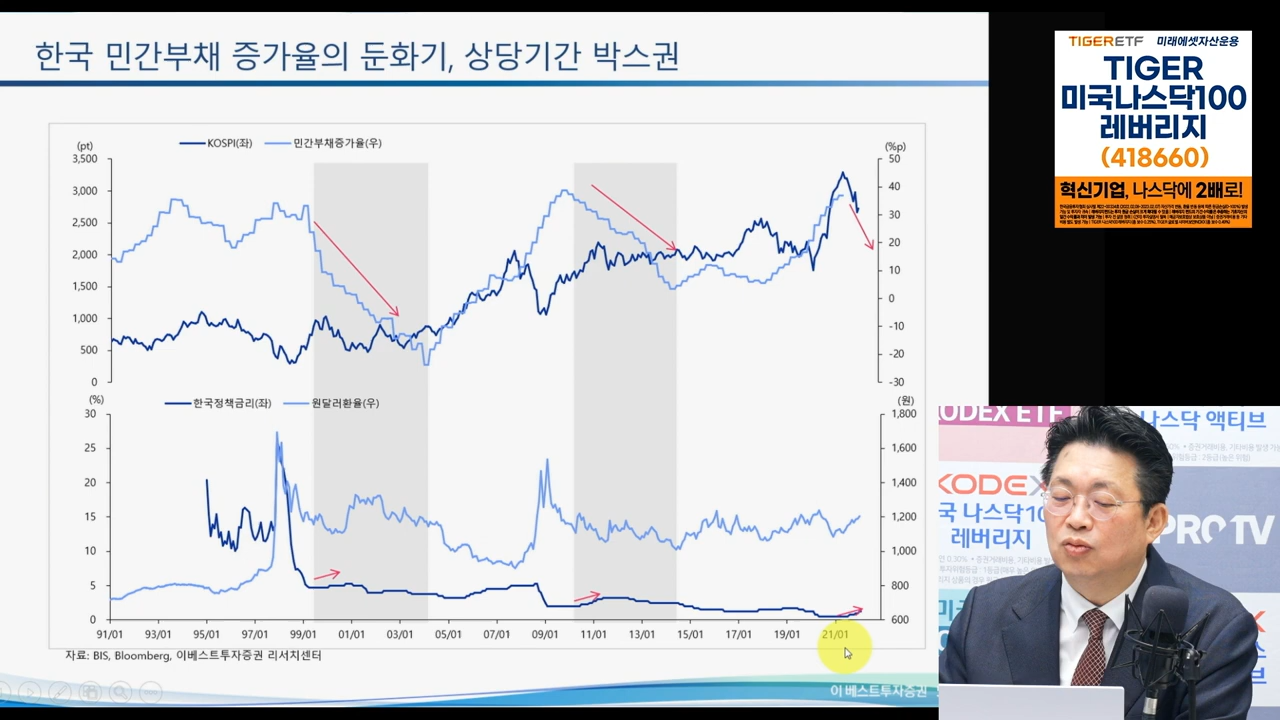 한국 민간부채 증가율의 둔화기, 상당기간 박스권
(pt)
KOSPI(좌)
민간부채증가율(우)
(%p)
3,500
3,000
2,500
2,000
1,500
1,000
500
0
50
40
30
20
10
0
-10
-20
-30
(%)
한국정책금리(좌)
원달러환율(우)
(원)
30
25
20
15
10
5
0
1,800
1,600
1,400
1,200
1,000
800
600
91/01 93/01 95/01 97/01 99/01 01/01 03/01 05/01 07/01 09/01 11/01 13/01 15/01 17/01 19/01 21/01
자료: BIS, Bloomberg, 이베스트투자증권 리서치센터
이베스트투자증권
TIGER ETF 미래에셋자산운용
TIGER
미국나스닥100
레버리지
(418660)
혁신기업, 나스닥에 2배로!
ODEX ETF
나스닥 액티브
KODEX
국 나스닥10
레버리지
PRO TV